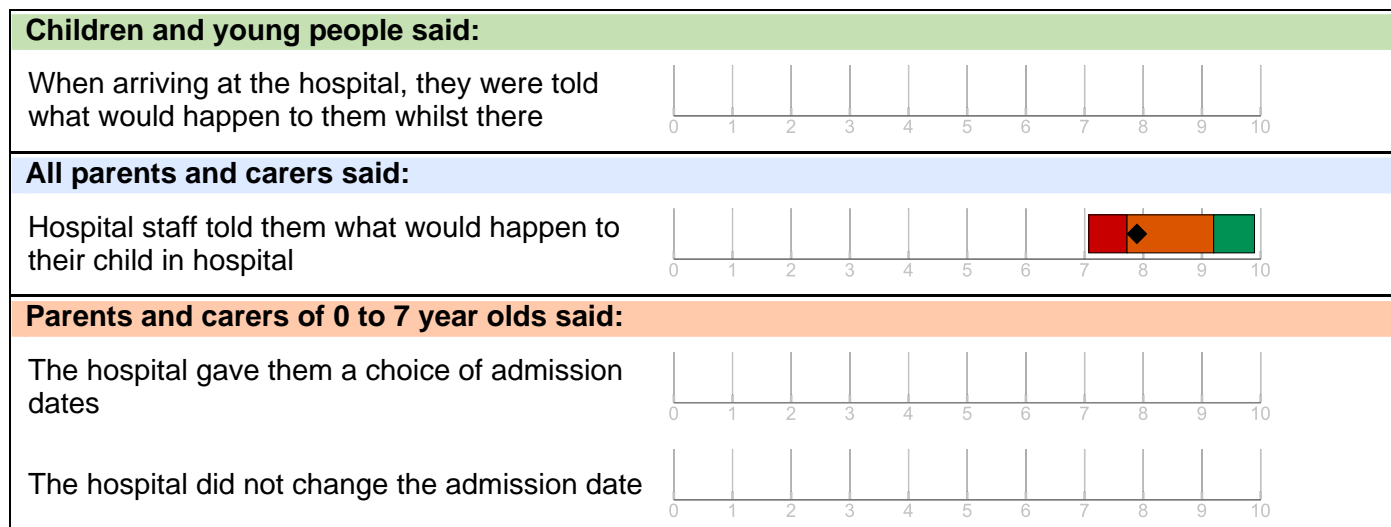 Children and young people said:
When arriving at the hospital, they were told
what would happen to them whilst there
0 1 2 3 4 5 6 7 8 9 10
All parents and carers said:
Hospital staff told them what would happen to
their child in hospital
0 1 2 3 4 5 6 7 8 9 10
Parents and carers of 0 to 7 year olds said:
The hospital gave them a choice of admission
dates
0 1 2 3 4 5 6 7 8 9 10
The hospital did not change the admission date
0 1 2 3 4 5 6 7 8 9 10